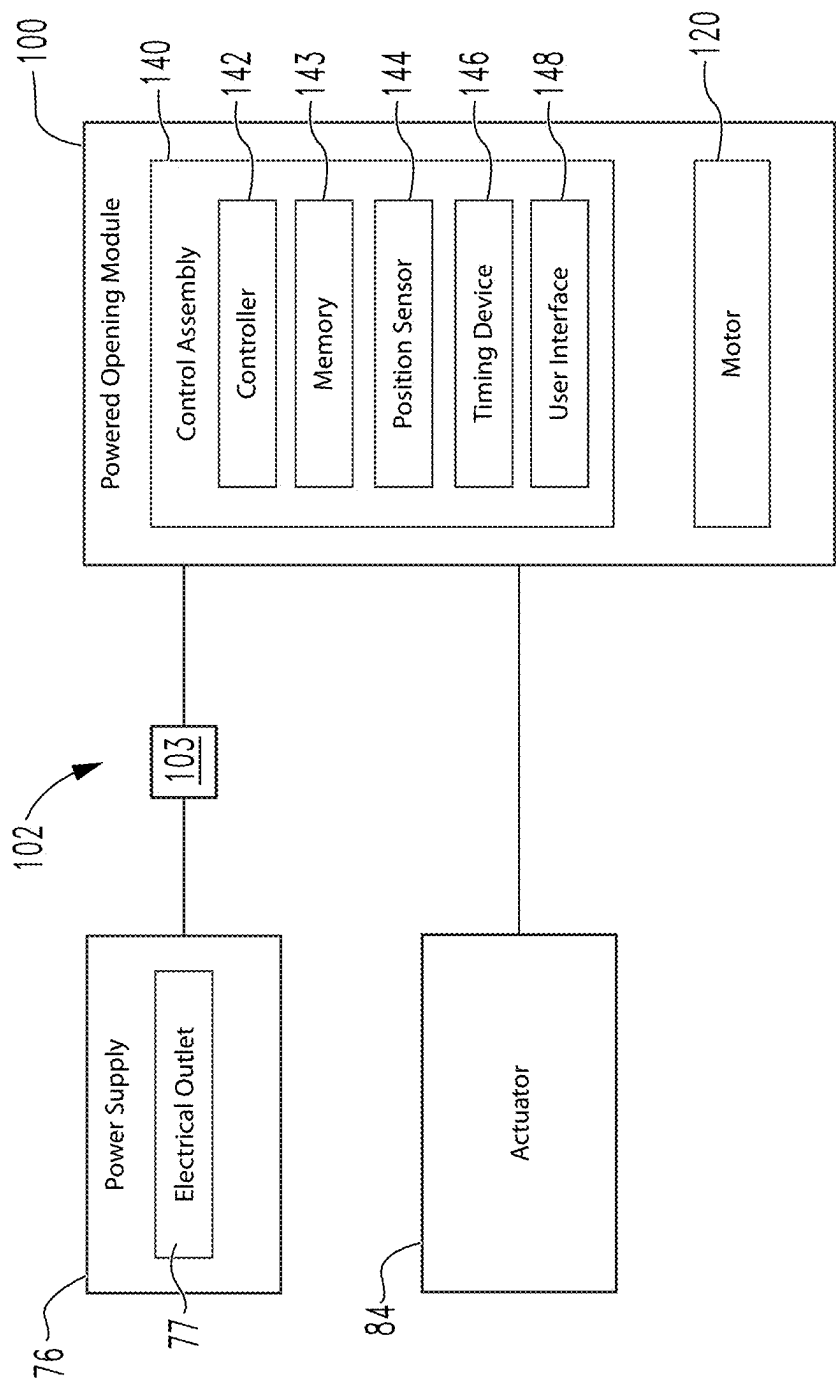 76
Power Supply
77
Electrical Outlet
84
Actuator
102
103
100
Powered Opening Module
140
Control Assembly
142
Controller
143
Memory
144
Position Sensor
146
Timing Device
148
User Interface
120
Motor